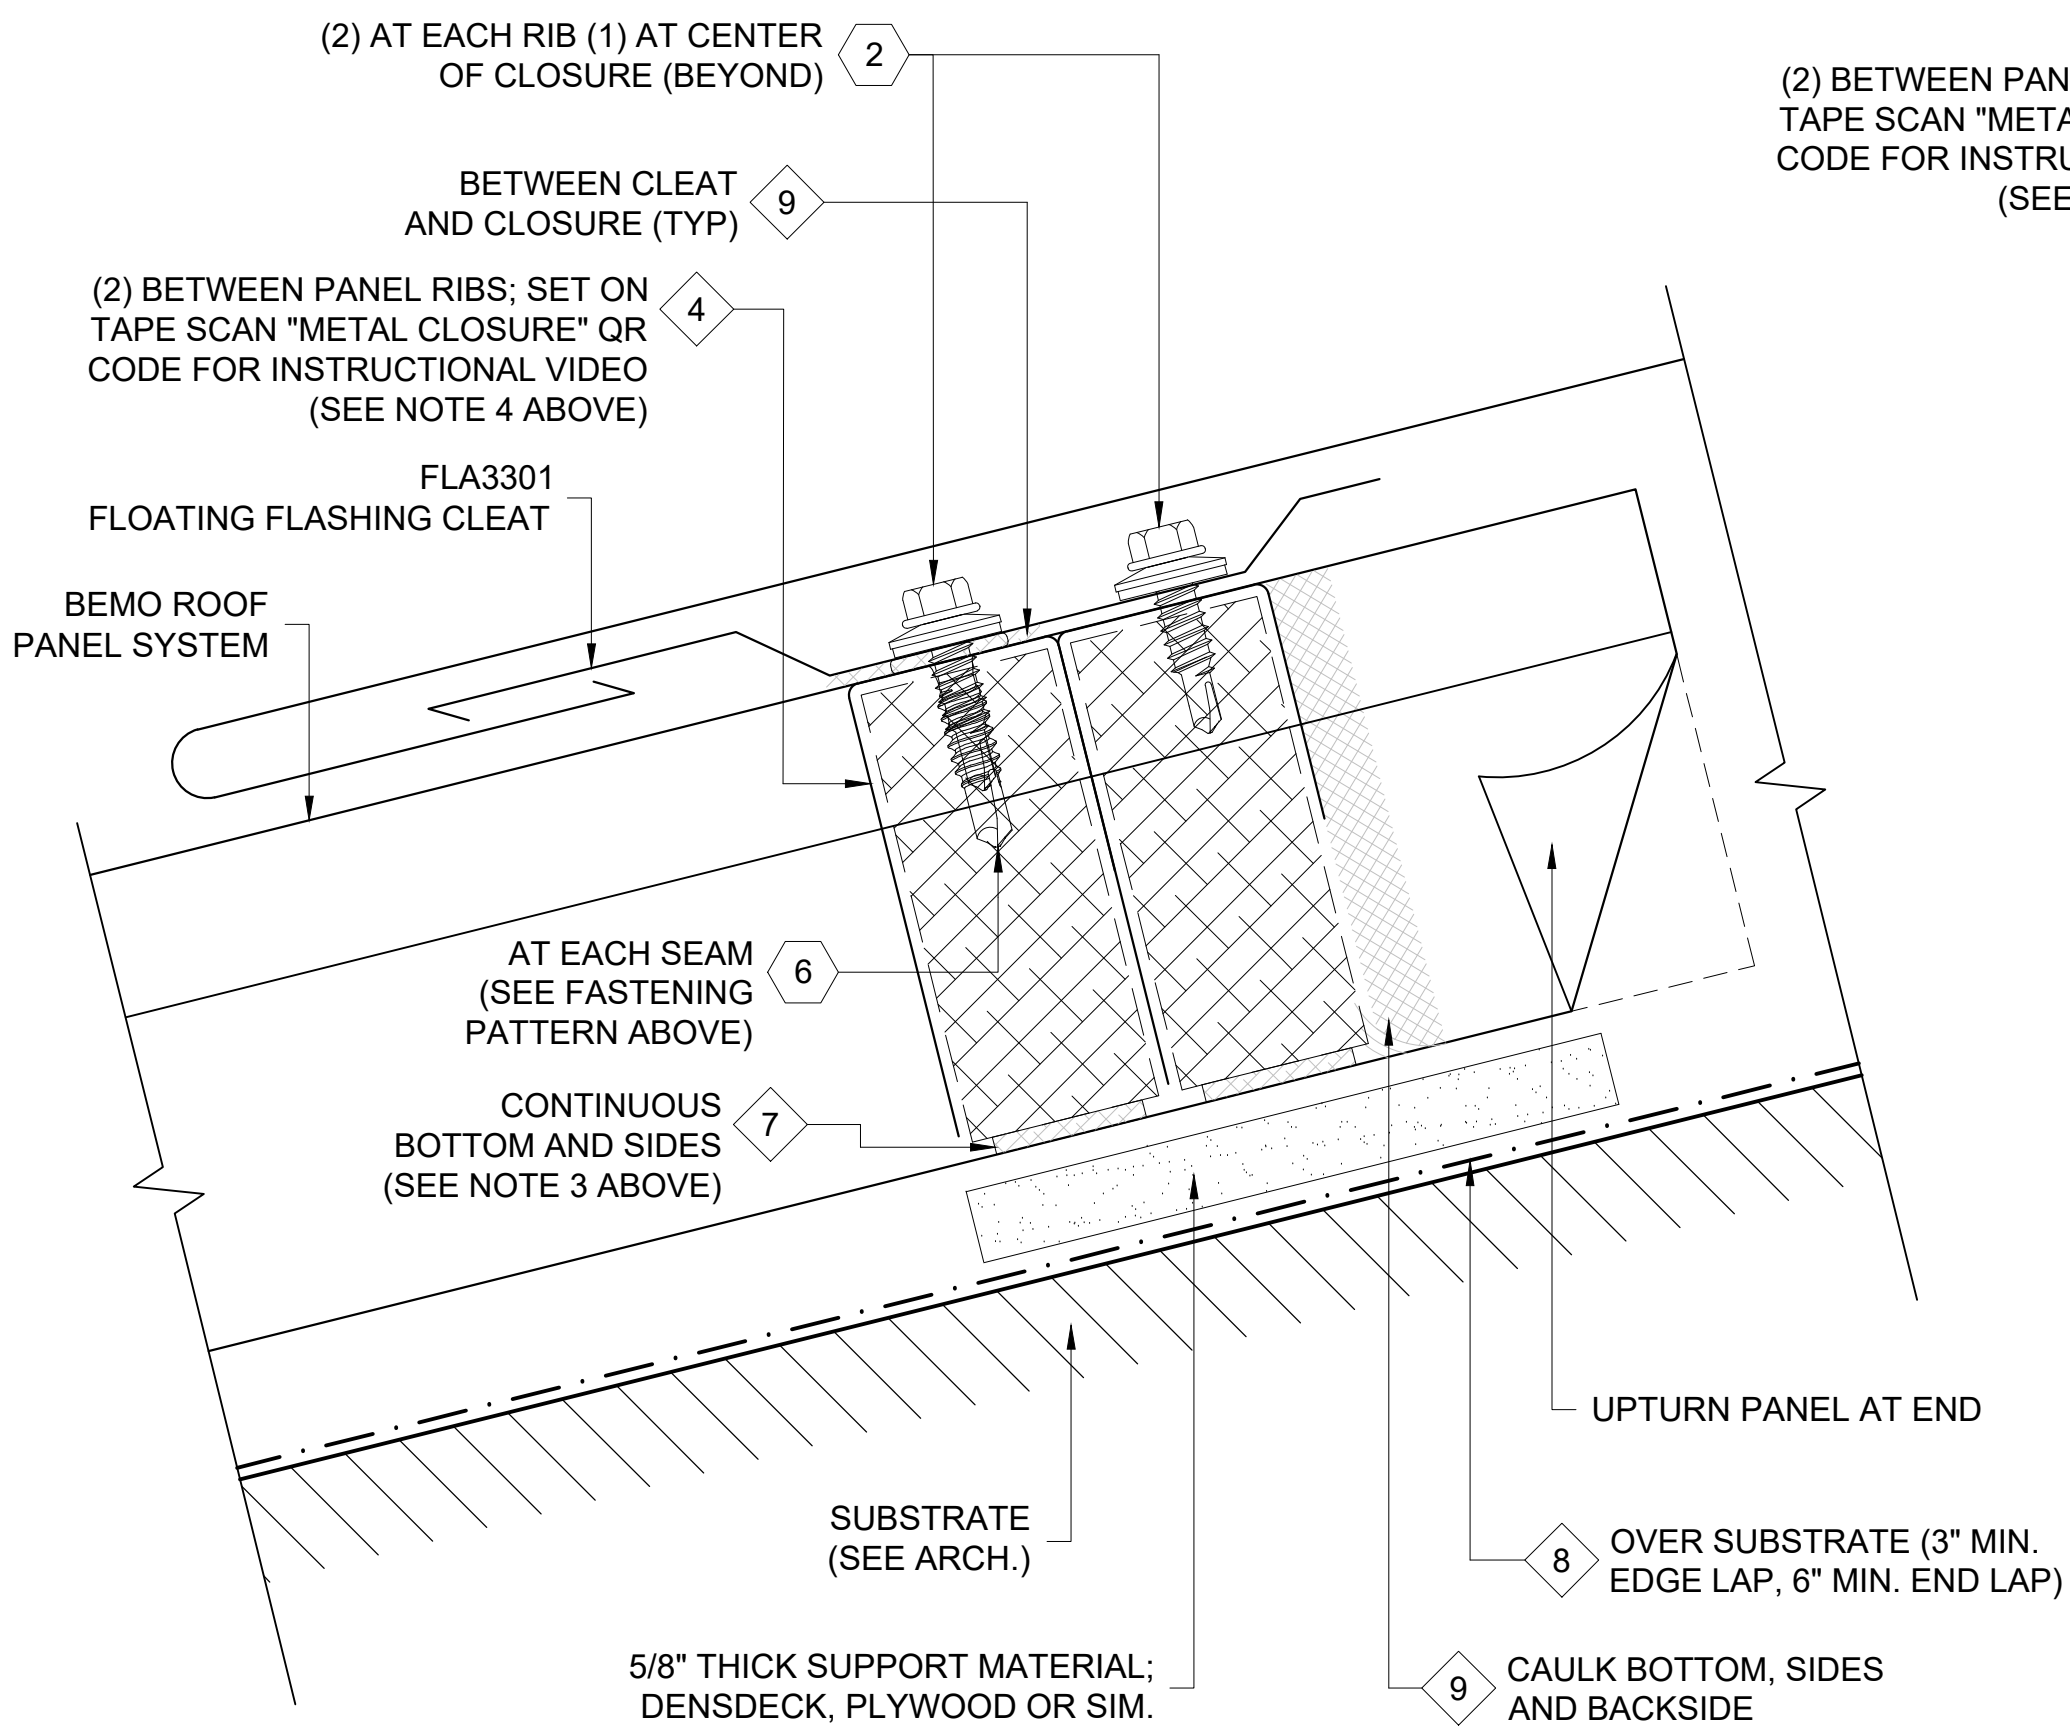 (2) AT EACH RIB (1) AT CENTER
OF CLOSURE (BEYOND)
2
(2) BETWEEN PAN
TAPE SCAN "META
CODE FOR INSTRU
(SEE
BETWEEN CLEAT
AND CLOSURE (TYP)
9
(2) BETWEEN PANEL RIBS; SET ON
TAPE SCAN "METAL CLOSURE" QR
CODE FOR INSTRUCTIONAL VIDEO
(SEE NOTE 4 ABOVE)
4
FLA3301
FLOATING FLASHING CLEAT
BEMO ROOF
PANEL SYSTEM
AT EACH SEAM
(SEE FASTENING
PATTERN ABOVE)
6
CONTINUOUS
BOTTOM AND SIDES
(SEE NOTE 3 ABOVE)
7
UPTURN PANEL AT END
SUBSTRATE
(SEE ARCH.)
8
OVER SUBSTRATE (3" MIN.
EDGE LAP, 6" MIN. END LAP)
5/8" THICK SUPPORT MATERIAL;
DENSDECK, PLYWOOD OR SIM.
9
CAULK BOTTOM, SIDES
AND BACKSIDE